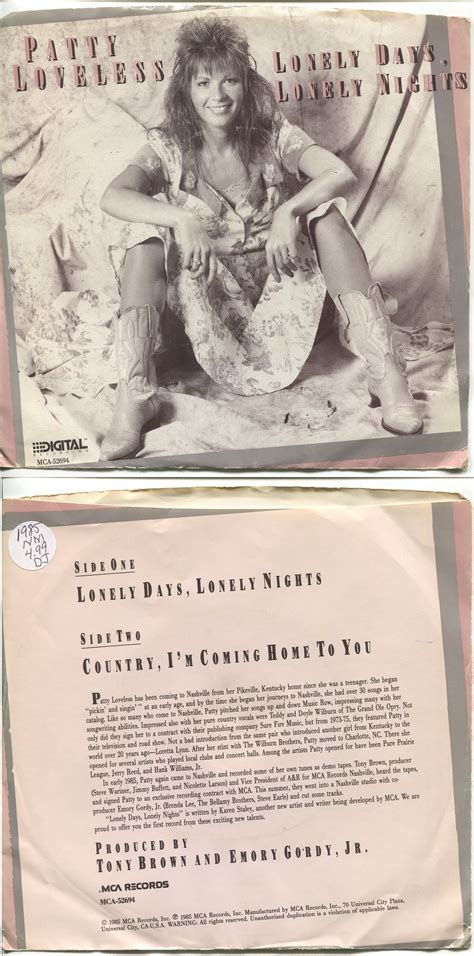 PATTY
LOVELESS
LONELY DAYS,
LONELY NIGHTS
DIGITAL
RECORDING
MCA-52694
1985
NM
4.99
DJ
SIDE ONE
LONELY DAYS, LONELY NIGHTS
SIDE TWO
COUNTRY, I'M COMING HOME TO YOU
Patty Loveless has been coming to Nashville from her Pikeville, Kentucky home since she was a teenager. She began
"pickin' and singin'" at an early age, and by the time she began her journeys to Nashville, she had over 30 songs in her
catalog. Like so many who come to Nashville, Patty pitched her songs up and down Music Row, impressing many with her
songwriting abilities. Impressed also with her pure country vocals were Teddy and Doyle Wilburn of The Grand Ole Opry. Not
only did they sign her to a contract with their publishing company Sure Fire Music, but from 1973-75, they featured Patty in
their television and road show. Not a bad introduction from the same pair who introduced another girl from Kentucky to the
world over 20 years ago—Loretta Lynn. After her stint with The Wilburn Brothers, Patty moved to Charlotte, NC. There she
opened for several artists who played local clubs and concert halls. Among the artists Patty opened for have been Pure Prairie
League, Jerry Reed, and Hank Williams, Jr.
In early 1985, Patty again came to Nashville and recorded some of her own tunes as demo tapes. Tony Brown, producer
(Steve Wariner, Jimmy Buffett, and Nicolette Larson) and Vice President of A&R for MCA Records Nashville, heard the tapes,
and signed Patty to an exclusive recording contract with MCA. This summer, they went into a Nashville studio with co-
producer Emory Gordy, Jr. (Brenda Lee, The Bellamy Brothers, Steve Earle) and cut some tracks.
"Lonely Days, Lonely Nights" is written by Karen Staley, another new artist and writer being developed by MCA. We are
proud to offer you the first record from these exciting new talents.
PRODUCED BY
TONY BROWN AND EMORY GORDY, JR.
MCA RECORDS
MCA-52694
© 1985 MCA Records, Inc. ℗ 1985 MCA Records, Inc. Manufactured by MCA Records, Inc., 70 Universal City Plaza,
Universal City, CA-U.S.A. WARNING: All rights reserved. Unauthorized duplication is a violation of applicable laws.